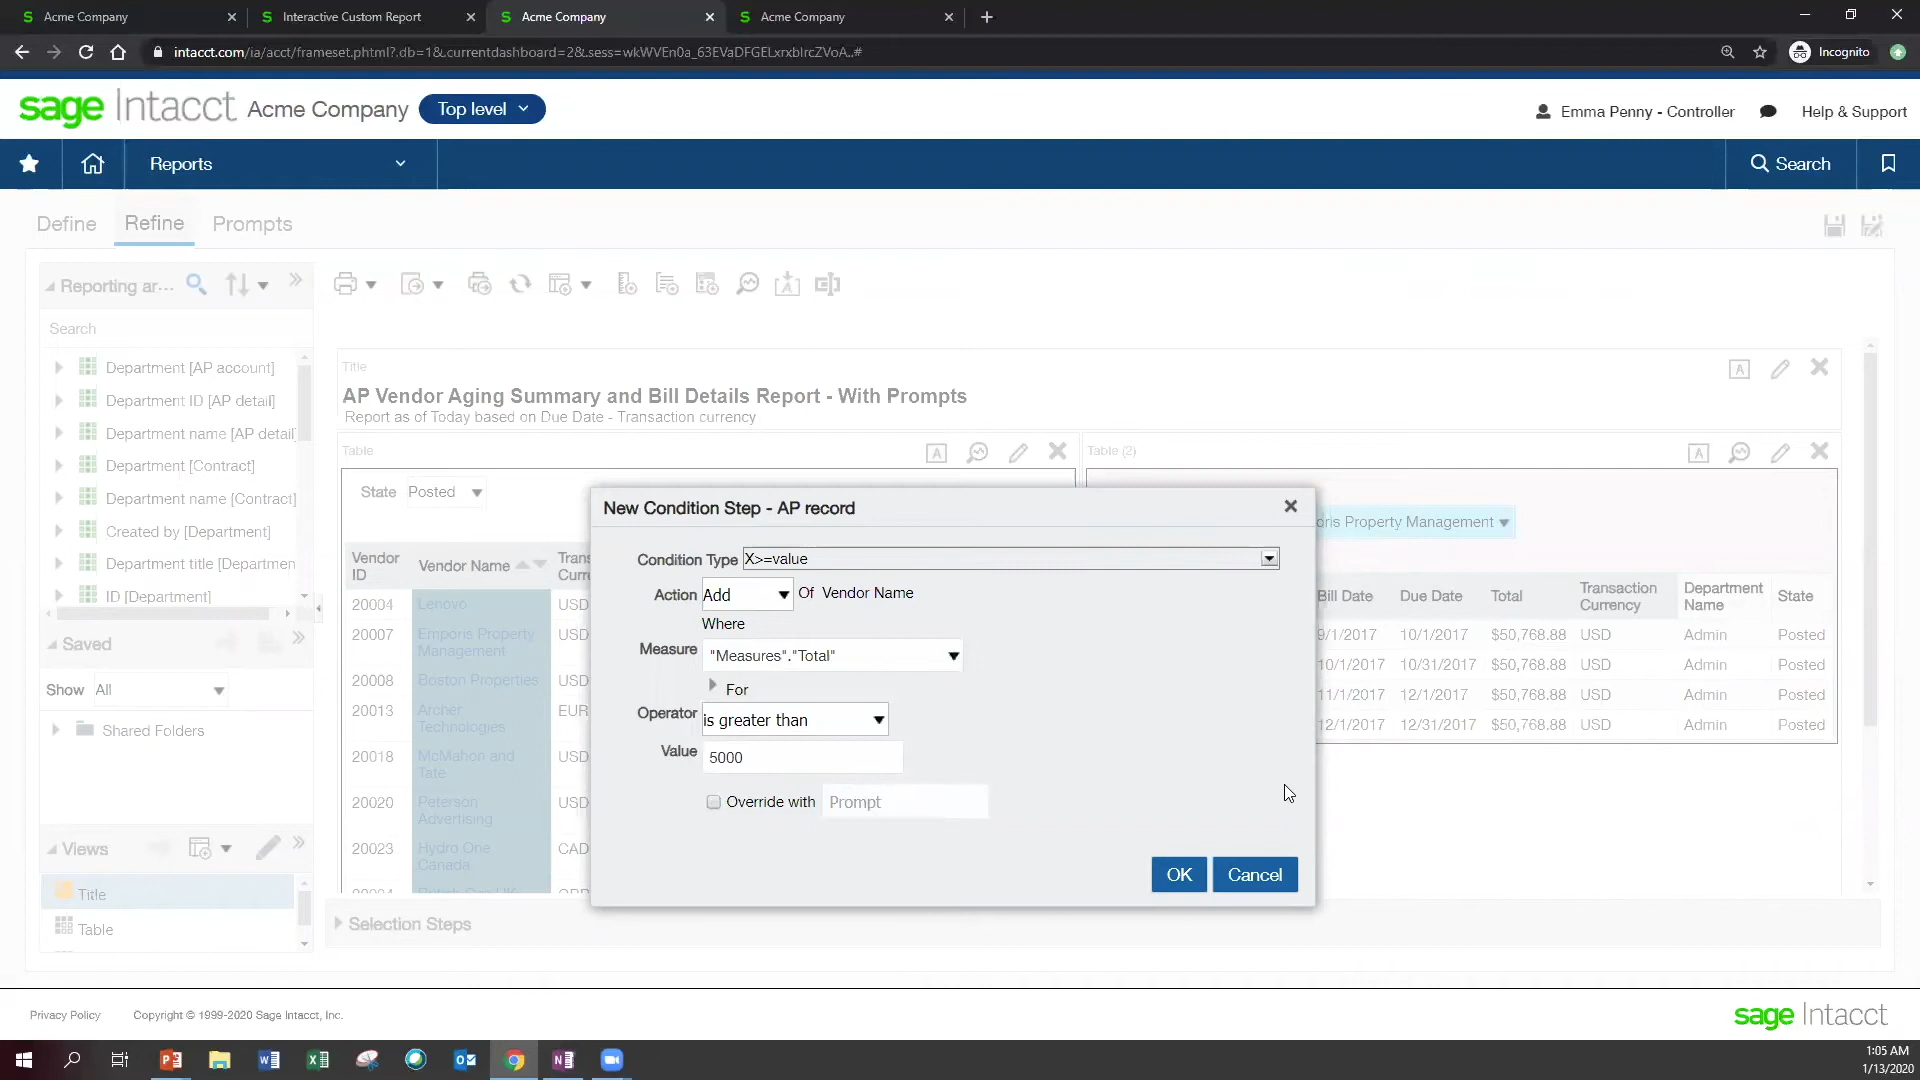 Acme Company
Interactive Custom Report
Acme Company
Acme Company
intacct.com/ia/acct/frameset.phtml?.db=1&.currentdashboard=2&.sess=wkWVEn0a_63EVaDFGELxrxblrcZVoA..#
Incognito
sage Intacct Acme Company Top level
Emma Penny - Controller
Help & Support
Reports
Search
Define Refine Prompts
Reporting ar...
Search
Department [AP account]
Department ID [AP detail]
Department name [AP detail
Department [Contract]
Department name [Contract]
Created by [Department]
Department title [Departmen
ID [Department]
Saved
Show All
Shared Folders
Views
Title
Table
Title
AP Vendor Aging Summary and Bill Details Report - With Prompts
Report as of Today based on Due Date - Transaction currency
Table
State Posted
Vendor ID Vendor Name Trans Curre
20004 Lenovo USD
20007 Emporis Property Management USD
20008 Boston Properties USD
20013 Archer Technologies EUR
20018 McMahon and Tate USD
20020 Peterson Advertising USD
20023 Hydro One Canada CAD
Table (2)
oris Property Management
Bill Date Due Date Total Transaction Currency Department Name State
9/1/2017 10/1/2017 $50,768.88 USD Admin Posted
10/1/2017 10/31/2017 $50,768.88 USD Admin Posted
11/1/2017 12/1/2017 $50,768.88 USD Admin Posted
12/1/2017 12/31/2017 $50,768.88 USD Admin Posted
New Condition Step - AP record
Condition Type X>=value
Action Add Of Vendor Name
Where
Measure "Measures"."Total"
For
Operator is greater than
Value 5000
Override with Prompt
OK Cancel
Selection Steps
Privacy Policy
Copyright © 1999-2020 Sage Intacct, Inc.
sage Intacct
1:05 AM
1/13/2020